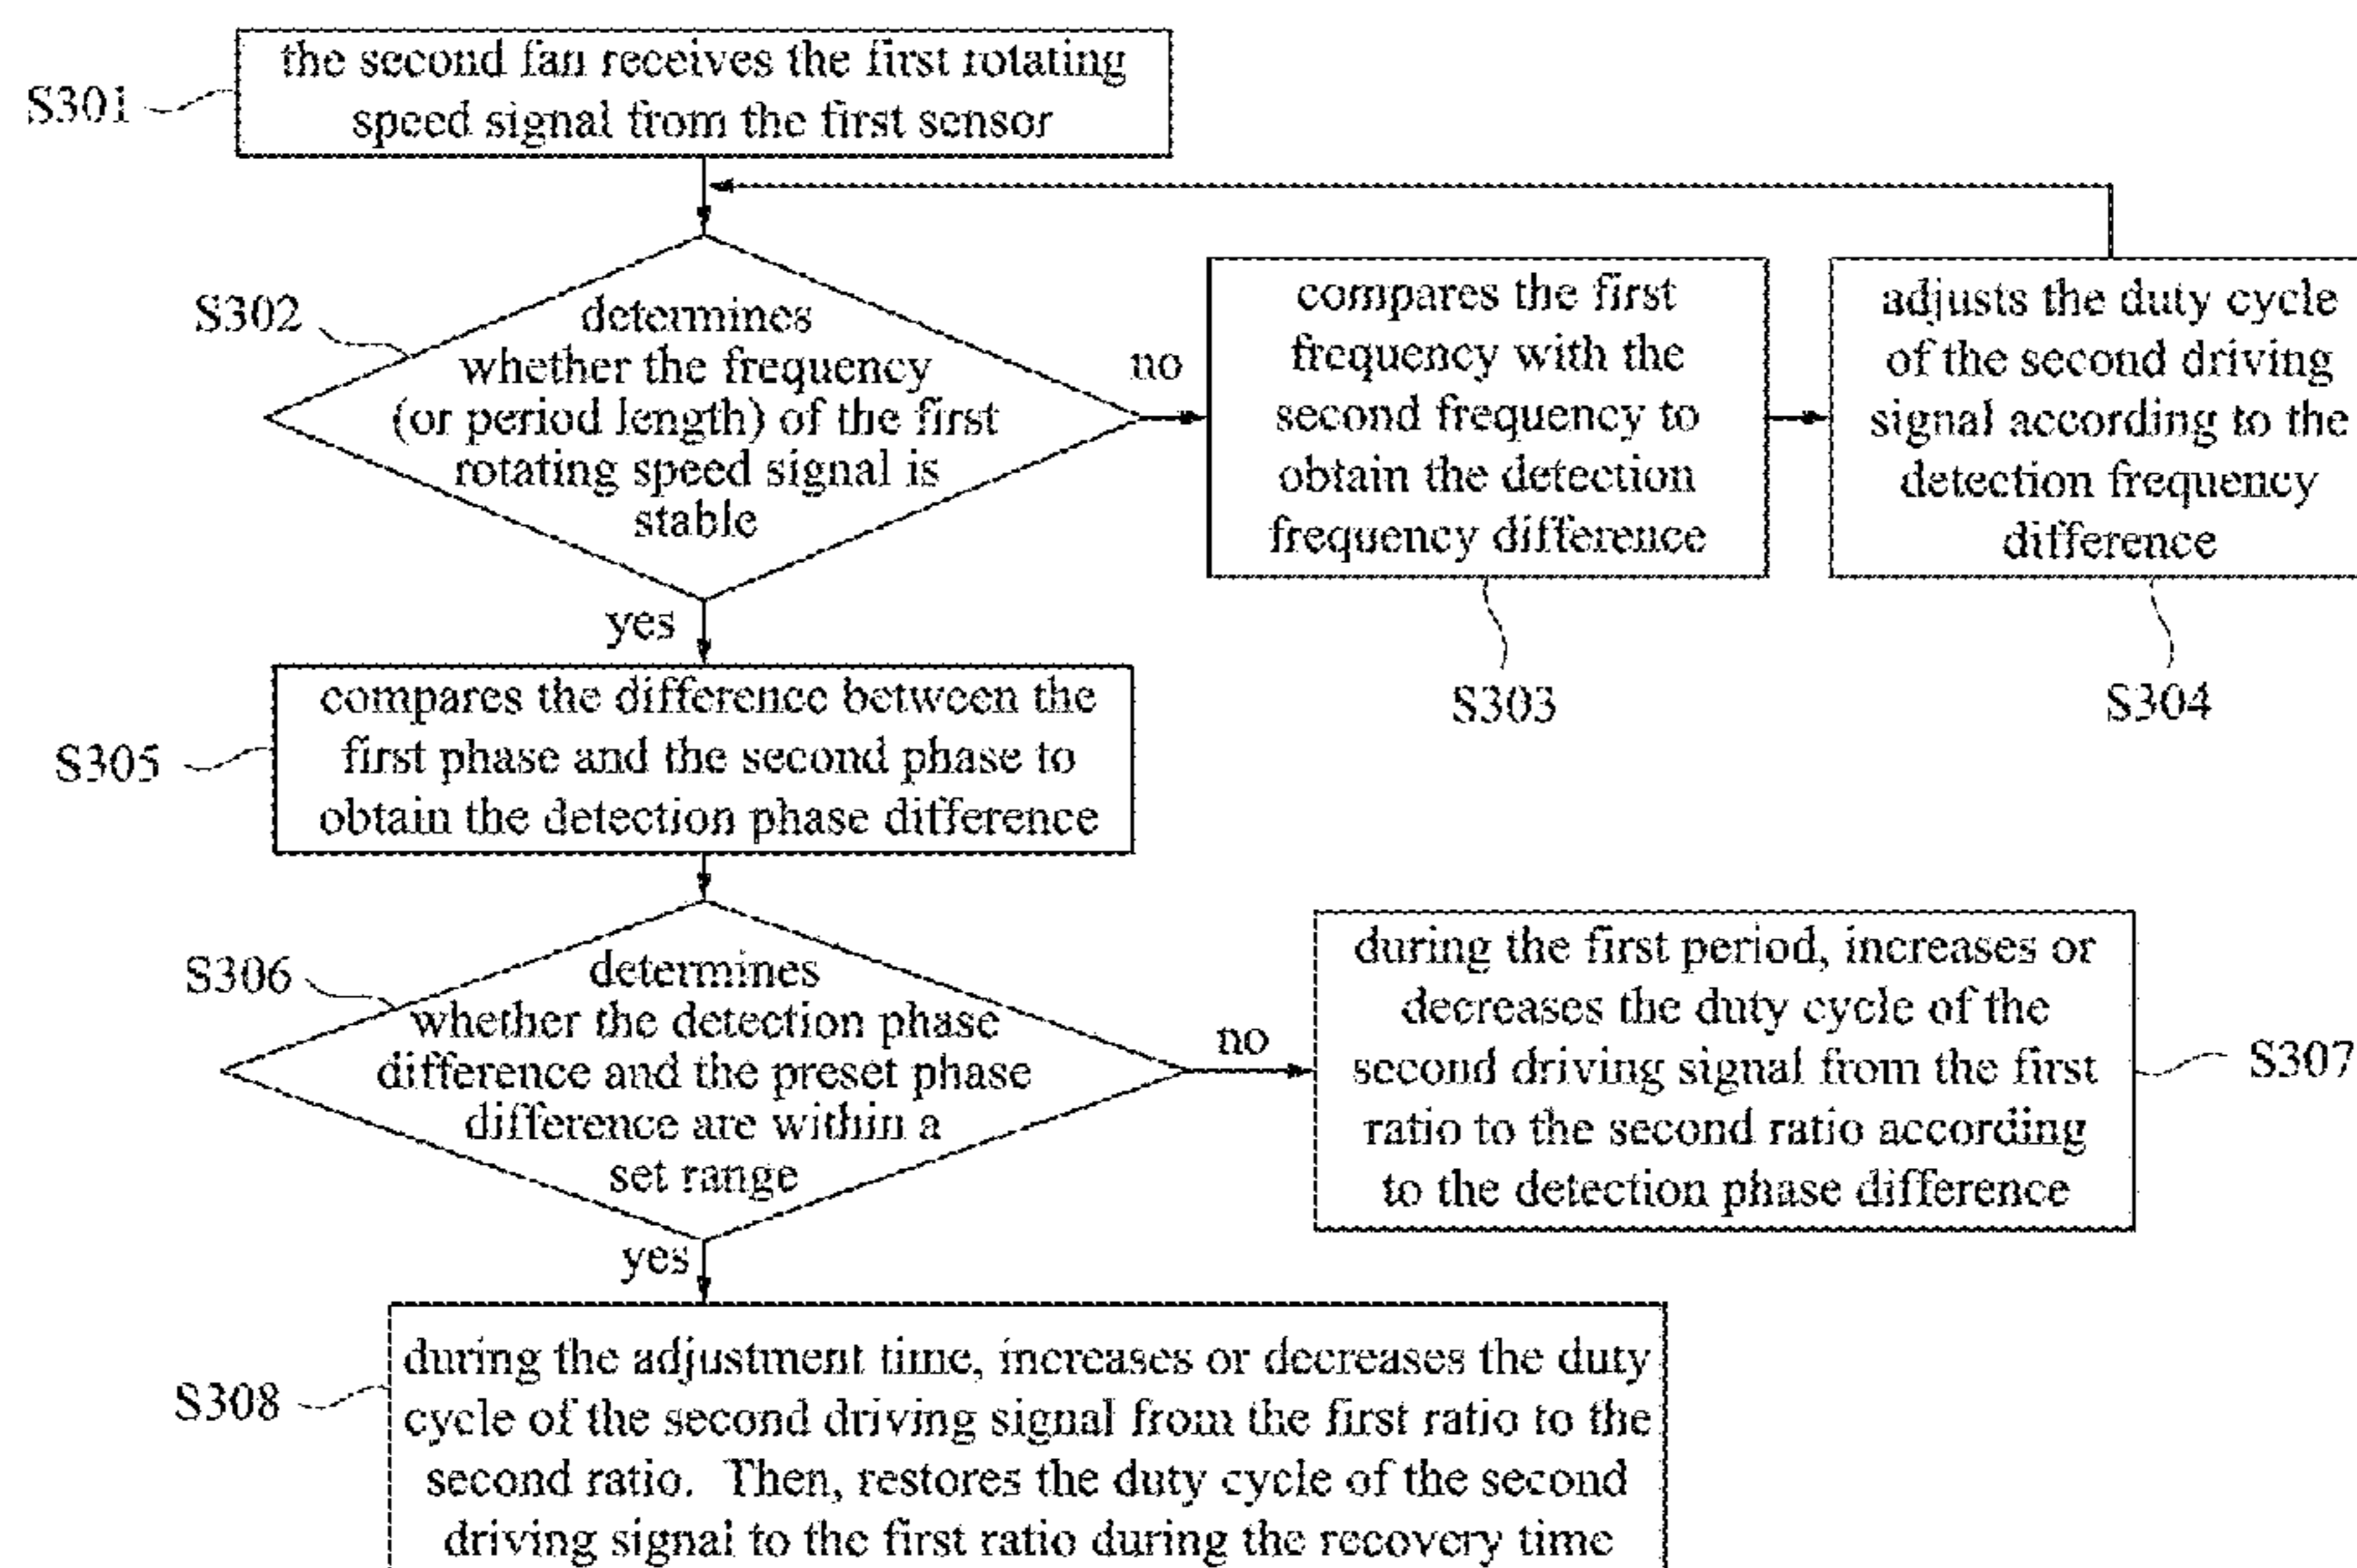 the second fan receives the first rotating
speed signal from the first sensor
S301
S302
determines
whether the frequency
(or period length) of the first
rotating speed signal is
stable
no
compares the first
frequency with the
second frequency to
obtain the detection
frequency difference
S303
adjusts the duty cycle
of the second driving
signal according to the
detection frequency
difference
S304
yes
compares the difference between the
first phase and the second phase to
obtain the detection phase difference
S305
S306
determines
whether the detection phase
difference and the preset phase
difference are within a
set range
no
during the first period, increases or
decreases the duty cycle of the
second driving signal from the first
ratio to the second ratio according
to the detection phase difference
S307
yes
during the adjustment time, increases or decreases the duty
cycle of the second driving signal from the first ratio to the
second ratio. Then, restores the duty cycle of the second
driving signal to the first ratio during the recovery time
S308